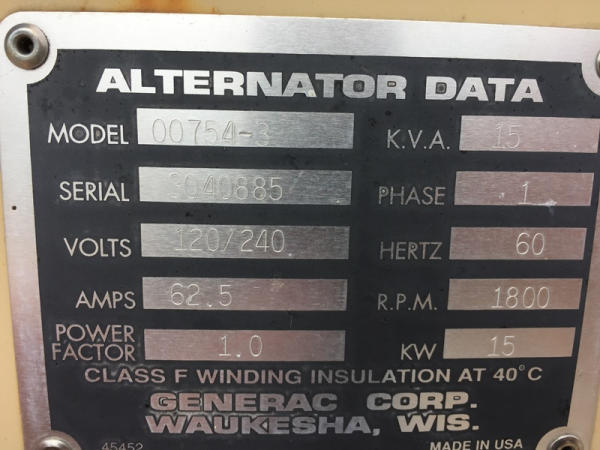 ALTERNATOR DATA
MODEL 00754-3 K.V.A. 15
SERIAL 3040885 PHASE 1
VOLTS 120/240 HERTZ 60
AMPS 62.5 R.P.M. 1800
POWER FACTOR 1.0 KW 15
CLASS F WINDING INSULATION AT 40°C
GENERAC CORP.
WAUKESHA, WIS.
45452 MADE IN USA